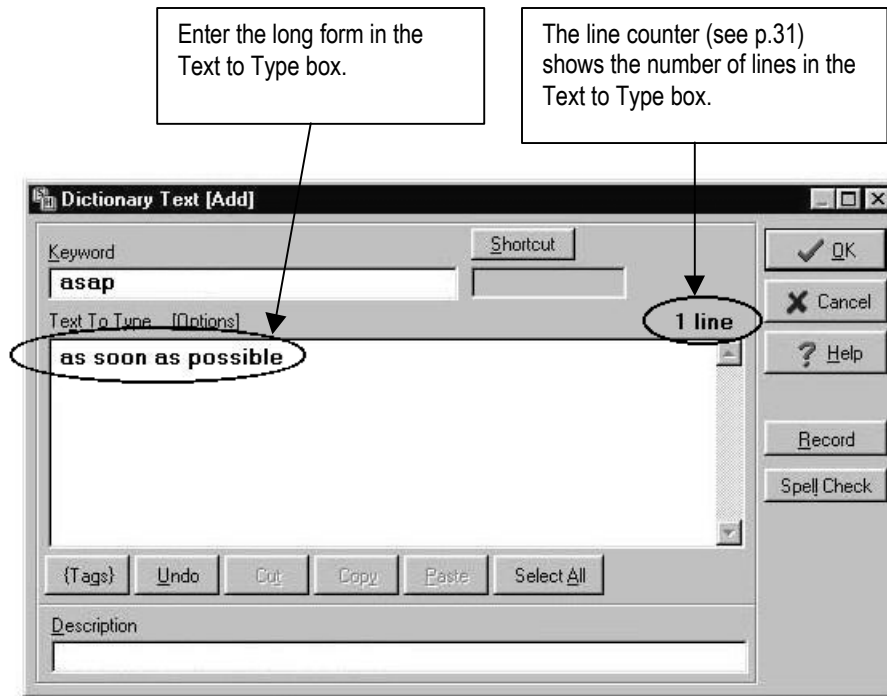 Enter the long form in the
Text to Type box.
The line counter (see p.31)
shows the number of lines in the
Text to Type box.
Dictionary Text [Add]
Keyword
Shortcut
OK
asap
Cancel
Text To Type [Options]
1 line
as soon as possible
Help
Record
Spell Check
{Tags} Undo Cut Copy Paste Select All
Description